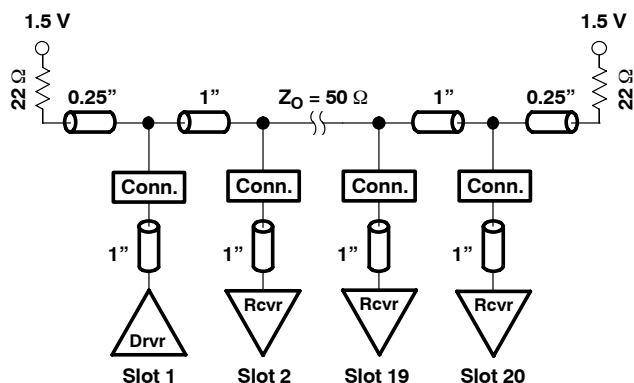 1.5 V
1.5 V
22 Ω
0.25”
1”
Z_O = 50 Ω
1”
0.25”
22 Ω
Conn.
Conn.
Conn.
Conn.
1”
1”
1”
1”
Drvr
Rcvr
Rcvr
Rcvr
Slot 1
Slot 2
Slot 19
Slot 20